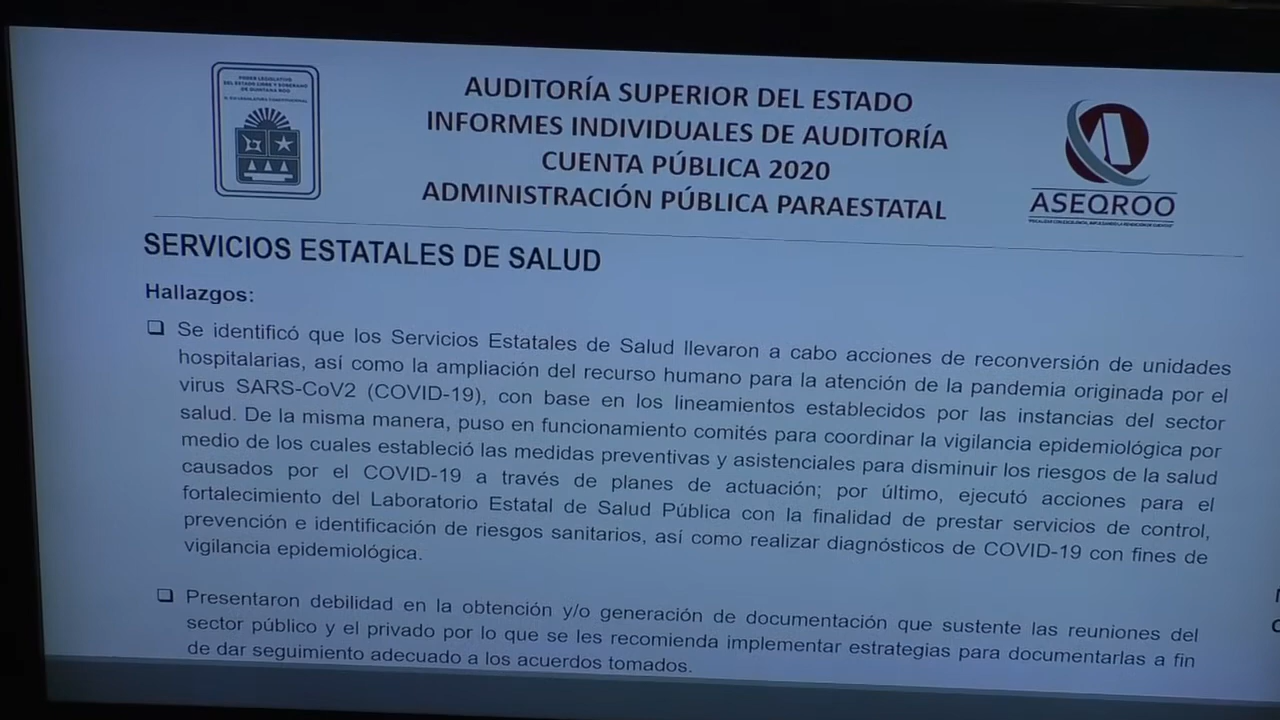 PODER LEGISLATIVO
DEL ESTADO LIBRE Y SOBERANO
DE QUINTANA ROO
AUDITORÍA SUPERIOR DEL ESTADO
INFORMES INDIVIDUALES DE AUDITORÍA
CUENTA PÚBLICA 2020
ADMINISTRACIÓN PÚBLICA PARAESTATAL
ASEQROO
SERVICIOS ESTATALES DE SALUD
Hallazgos:
Se identificó que los Servicios Estatales de Salud llevaron a cabo acciones de reconversión de unidades
hospitalarias, así como la ampliación del recurso humano para la atención de la pandemia originada por el
virus SARS-CoV2 (COVID-19), con base en los lineamientos establecidos por las instancias del sector
salud. De la misma manera, puso en funcionamiento comités para coordinar la vigilancia epidemiológica por
medio de los cuales estableció las medidas preventivas y asistenciales para disminuir los riesgos de la salud
causados por el COVID-19 a través de planes de actuación; por último, ejecutó acciones para el
fortalecimiento del Laboratorio Estatal de Salud Pública con la finalidad de prestar servicios de control,
prevención e identificación de riesgos sanitarios, así como realizar diagnósticos de COVID-19 con fines de
vigilancia epidemiológica.
Presentaron debilidad en la obtención y/o generación de documentación que sustente las reuniones del
sector público y el privado por lo que se les recomienda implementar estrategias para documentarlas a fin
de dar seguimiento adecuado a los acuerdos tomados.